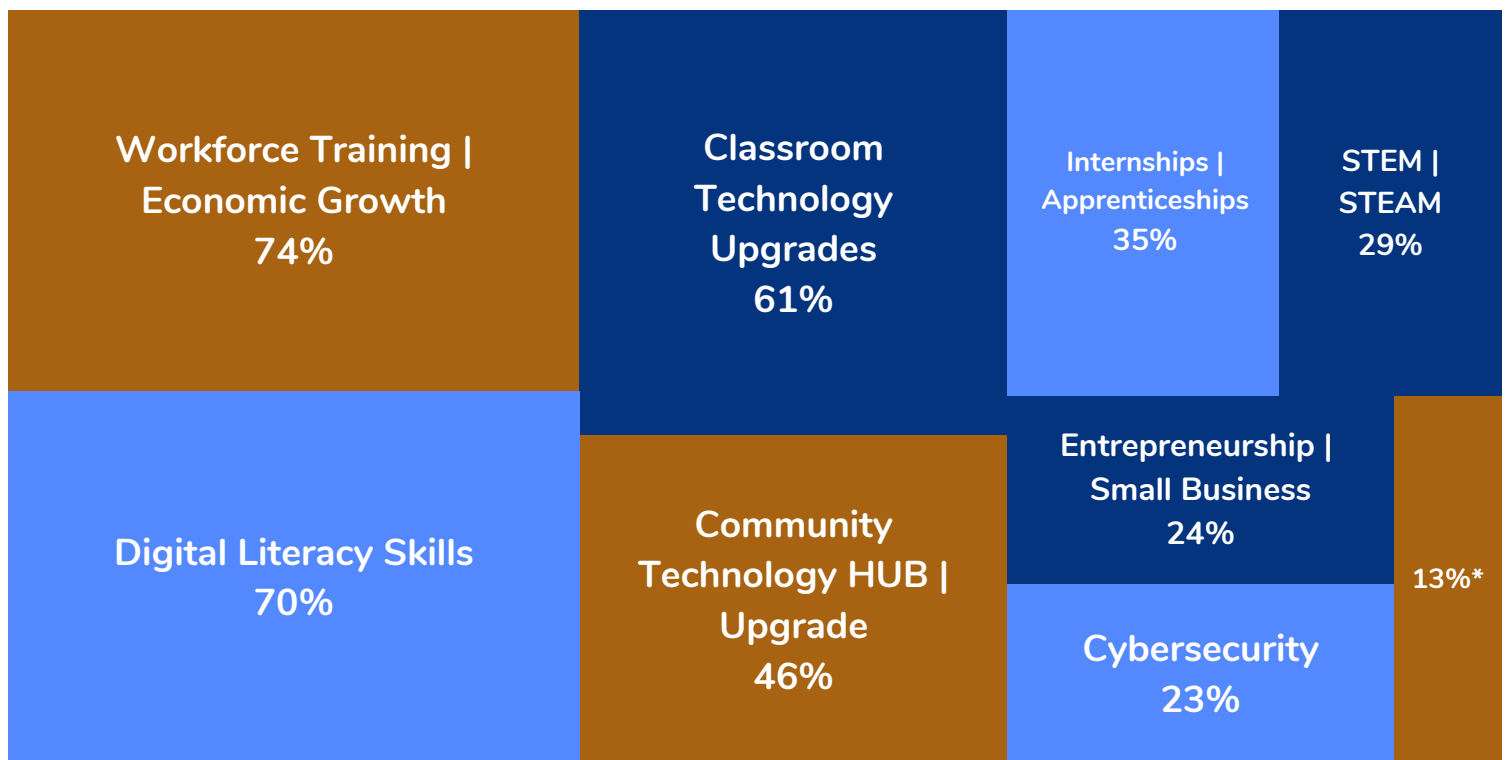 Workforce Training |
Economic Growth
74%
Classroom
Technology
Upgrades
61%
Internships |
Apprenticeships
35%
STEM |
STEAM
29%
Digital Literacy Skills
70%
Community
Technology HUB |
Upgrade
46%
Entrepreneurship |
Small Business
24%
Cybersecurity
23%
13%*